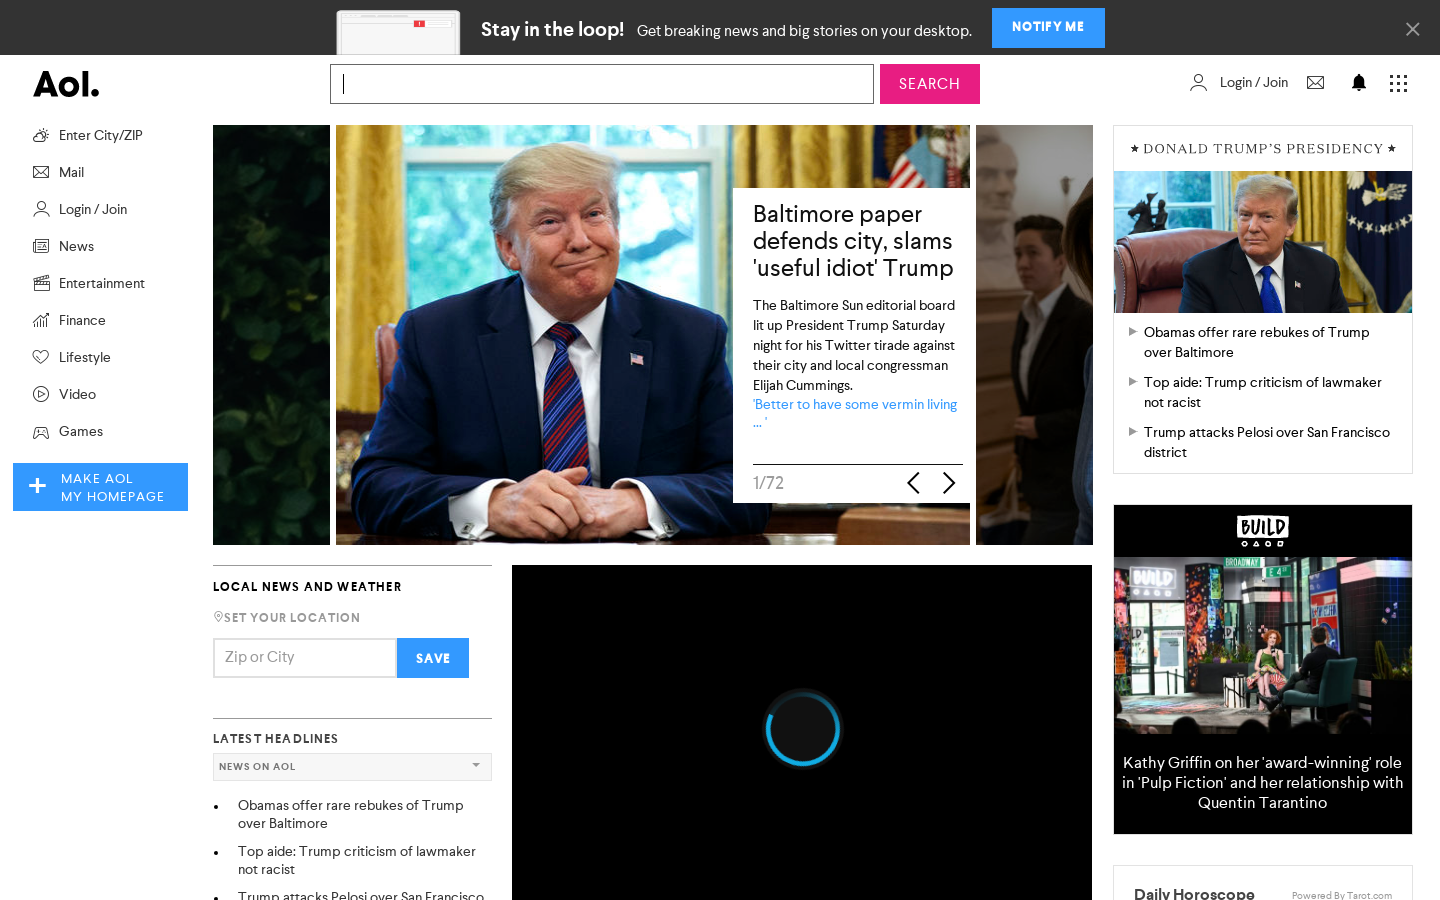 Stay in the loop! Get breaking news and big stories on your desktop. NOTIFY ME
Aol.
SEARCH
Login / Join
Enter City/ZIP
Mail
Login / Join
News
Entertainment
Finance
Lifestyle
Video
Games
MAKE AOL
MY HOMEPAGE
Baltimore paper
defends city, slams
'useful idiot' Trump
The Baltimore Sun editorial board
lit up President Trump Saturday
night for his Twitter tirade against
their city and local congressman
Elijah Cummings.
'Better to have some vermin living
... '
1/72
LOCAL NEWS AND WEATHER
SET YOUR LOCATION
Zip or City
SAVE
LATEST HEADLINES
NEWS ON AOL
Obamas offer rare rebukes of Trump
over Baltimore
Top aide: Trump criticism of lawmaker
not racist
Trump attacks Pelosi over San Francisco
DONALD TRUMP'S PRESIDENCY
Obamas offer rare rebukes of Trump
over Baltimore
Top aide: Trump criticism of lawmaker
not racist
Trump attacks Pelosi over San Francisco
district
BUILD
BROADWAY
E 4
BUILD
Kathy Griffin on her 'award-winning' role
in 'Pulp Fiction' and her relationship with
Quentin Tarantino
Daily Horoscope
Powered By Tarot.com